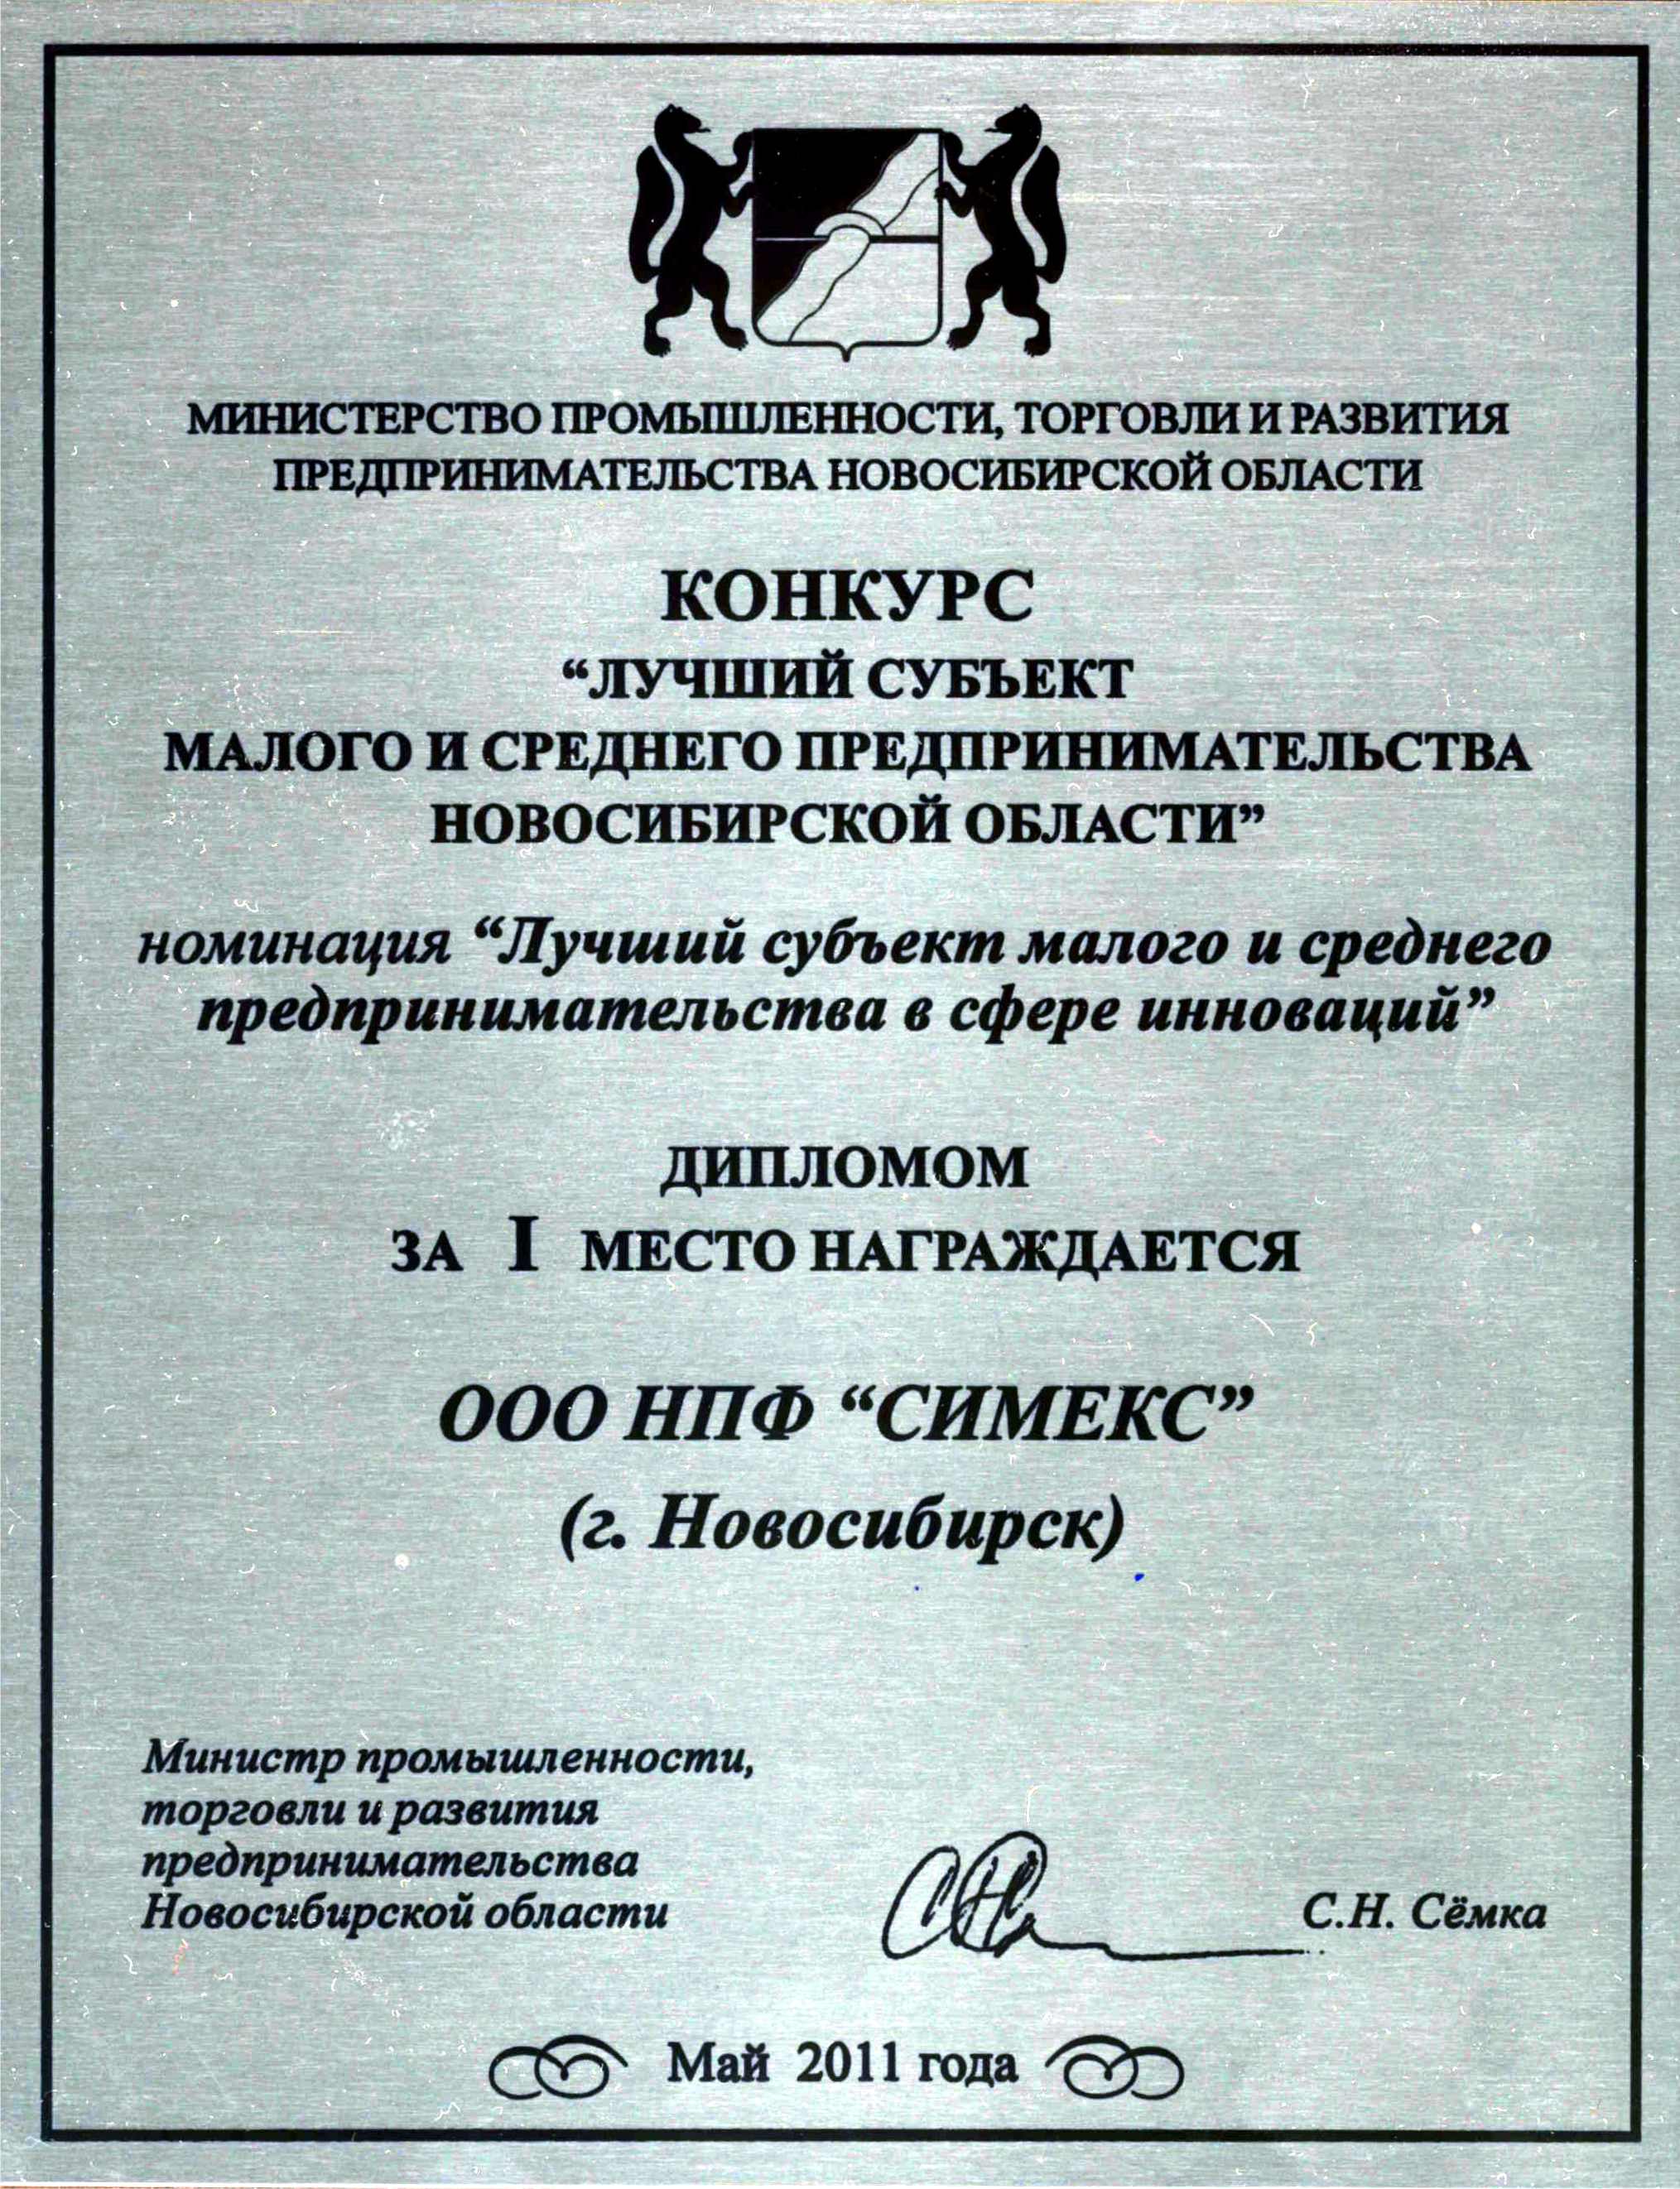 МИНИСТЕРСТВО ПРОМЫШЛЕННОСТИ, ТОРГОВЛИ И РАЗВИТИЯ
ПРЕДПРИНИМАТЕЛЬСТВА НОВОСИБИРСКОЙ ОБЛАСТИ
КОНКУРС
“ЛУЧШИЙ СУБЪЕКТ
МАЛОГО И СРЕДНЕГО ПРЕДПРИНИМАТЕЛЬСТВА
НОВОСИБИРСКОЙ ОБЛАСТИ”
номинация “Лучший субъект малого и среднего
предпринимательства в сфере инноваций”
ДИПЛОМОМ
ЗА I МЕСТО НАГРАЖДАЕТСЯ
ООО НПФ “СИМЕКС”
(г. Новосибирск)
Министр промышленности,
торговли и развития
предпринимательства
Новосибирской области
С.Н. Сёмка
Май 2011 года